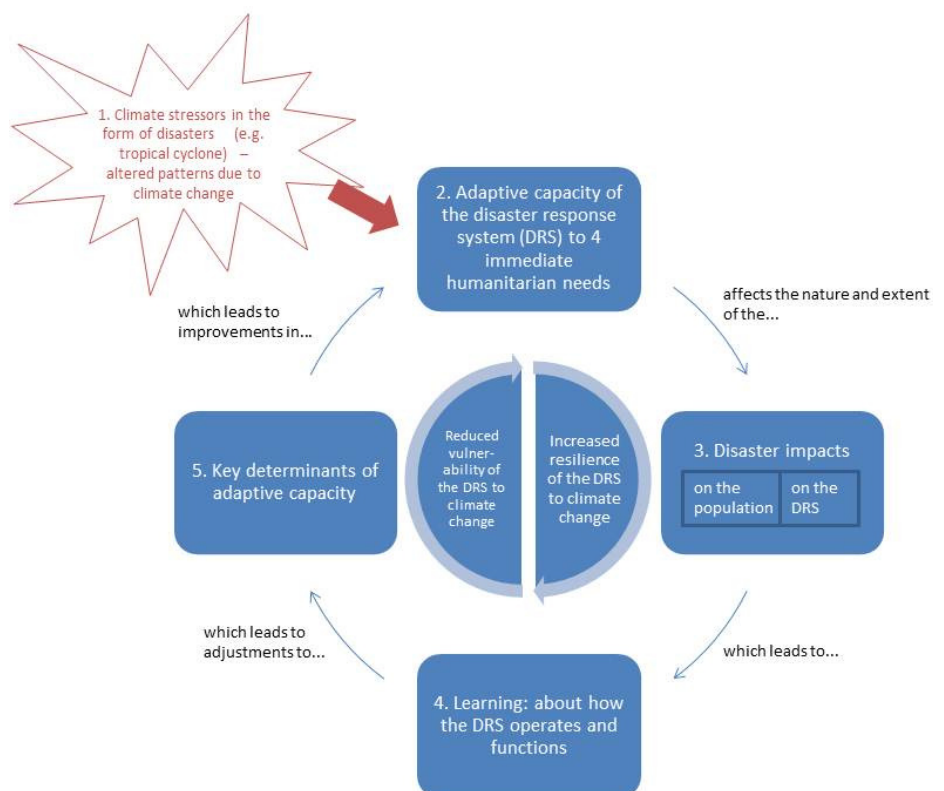 1. Climate stressors in the
form of disasters (e.g.
tropical cyclone) –
altered patterns due to
climate change
2. Adaptive capacity of
the disaster response
system (DRS) to 4
immediate
humanitarian needs
affects the nature and extent
of the...
3. Disaster impacts
on the
population
on the
DRS
which leads to...
4. Learning: about how
the DRS operates and
functions
which leads to
adjustments to...
5. Key determinants of
adaptive capacity
which leads to
improvements in...
Reduced
vulner-
ability of
the DRS to
climate
change
Increased
resilience
of the DRS
to climate
change